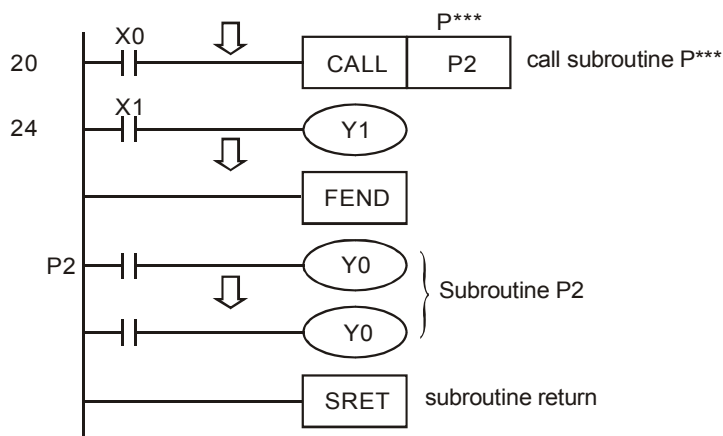 P***
X0
20 CALL P2 call subroutine P***
X1
24 Y1
FEND
P2 Y0
Subroutine P2
Y0
SRET subroutine return